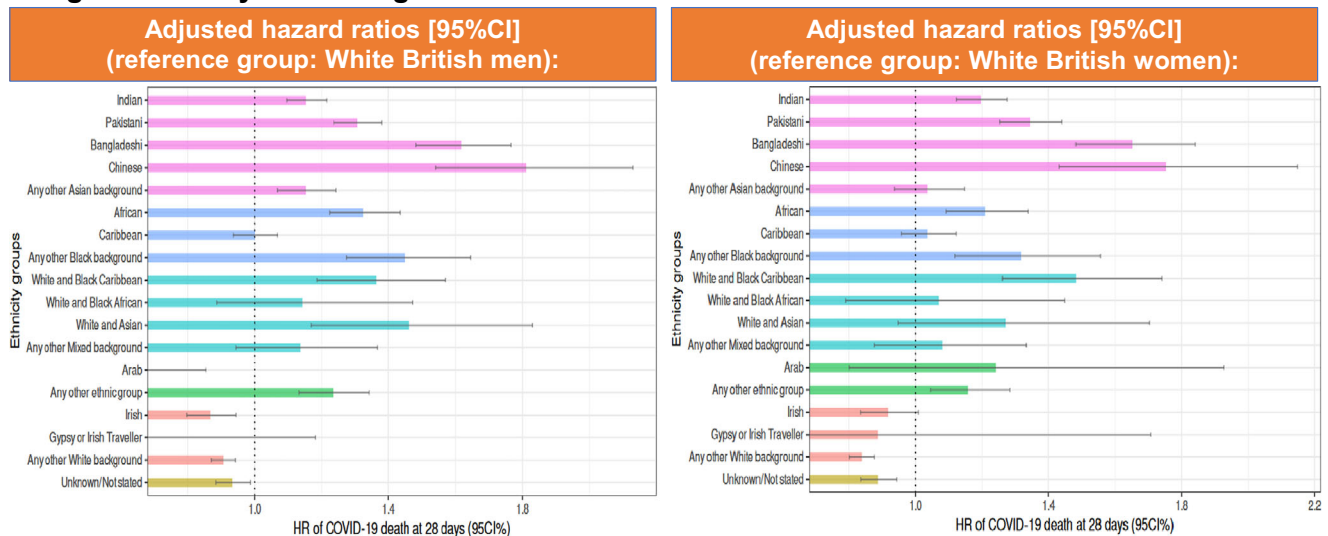 Adjusted hazard ratios [95%CI]
(reference group: White British men):
Ethnicity groups
Indian
Pakistani
Bangladeshi
Chinese
Any other Asian background
African
Caribbean
Any other Black background
White and Black Caribbean
White and Black African
White and Asian
Any other Mixed background
Arab
Any other ethnic group
Irish
Gypsy or Irish Traveller
Any other White background
Unknown/Not stated
1.0 1.4 1.8
HR of COVID-19 death at 28 days (95CI%)
Adjusted hazard ratios [95%CI]
(reference group: White British women):
Ethnicity groups
Indian
Pakistani
Bangladeshi
Chinese
Any other Asian background
African
Caribbean
Any other Black background
White and Black Caribbean
White and Black African
White and Asian
Any other Mixed background
Arab
Any other ethnic group
Irish
Gypsy or Irish Traveller
Any other White background
Unknown/Not stated
1.0 1.4 1.8 2.2
HR of COVID-19 death at 28 days (95CI%)